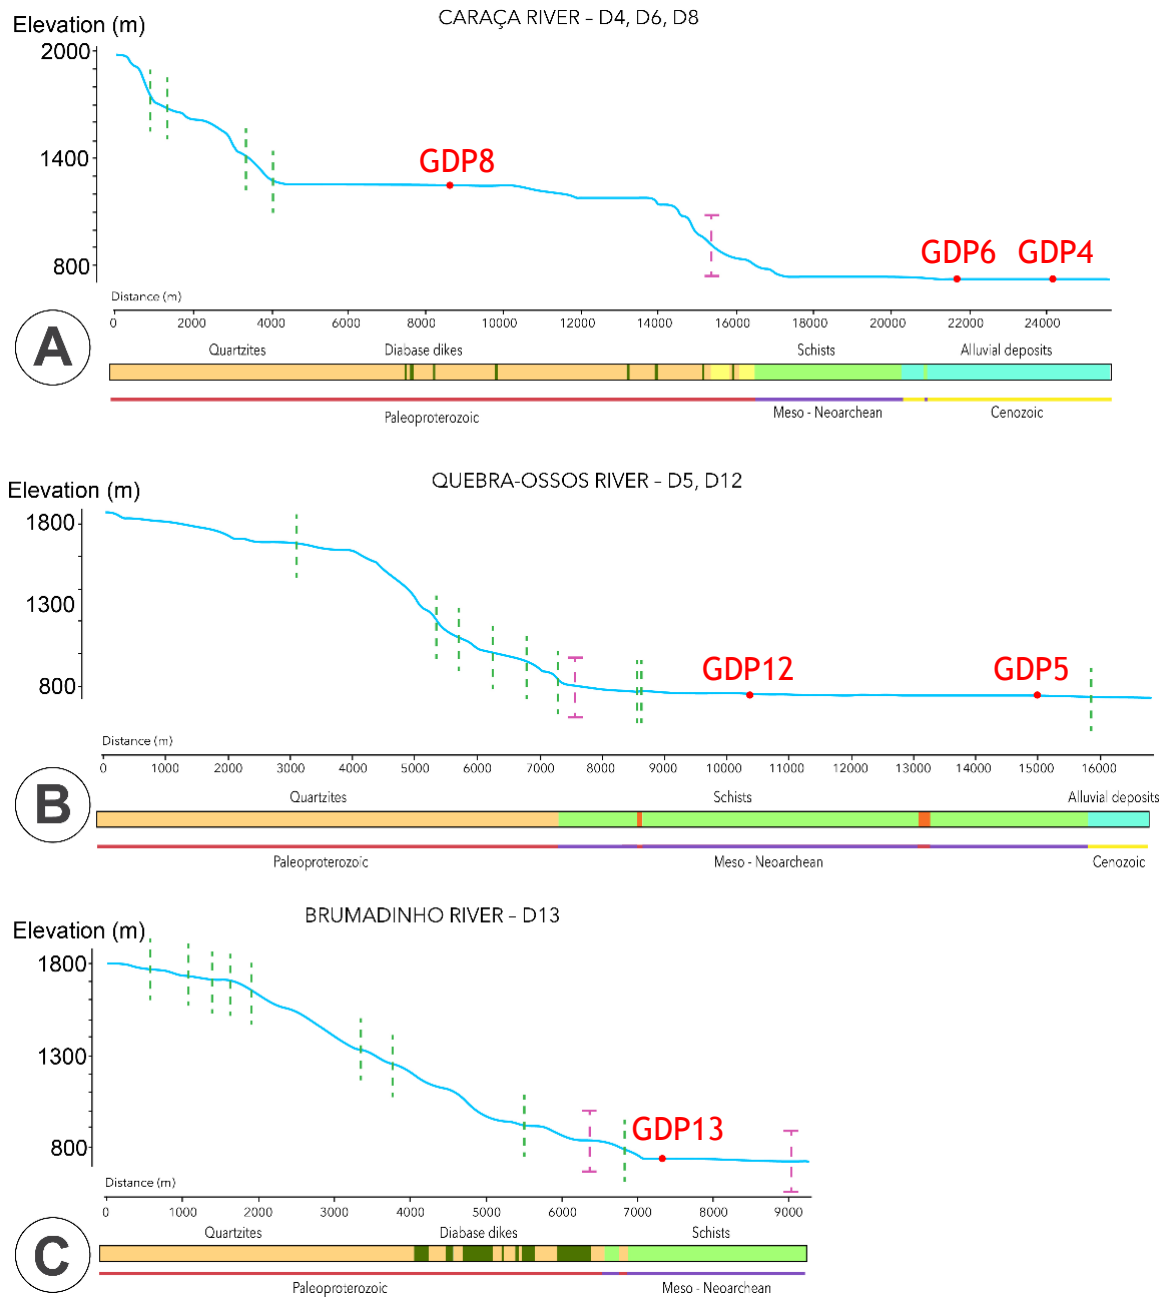 CARAÇA RIVER – D4, D6, D8
Elevation (m)
2000
1400
800
GDP8
GDP6
GDP4
Distance (m)
0 2000 4000 6000 8000 10000 12000 14000 16000 18000 20000 22000 24000
A
Quartzites Diabase dikes Schists Alluvial deposits
Paleoproterozoic Meso - Neoarchean Cenozoic
QUEBRA-OSSOS RIVER – D5, D12
Elevation (m)
1800
1300
800
GDP12
GDP5
Distance (m)
0 1000 2000 3000 4000 5000 6000 7000 8000 9000 10000 11000 12000 13000 14000 15000 16000
B
Quartzites Schists Alluvial deposits
Paleoproterozoic Meso - Neoarchean Cenozoic
BRUMADINHO RIVER – D13
Elevation (m)
1800
1300
800
GDP13
Distance (m)
0 1000 2000 3000 4000 5000 6000 7000 8000 9000
C
Quartzites Diabase dikes Schists
Paleoproterozoic Meso - Neoarchean